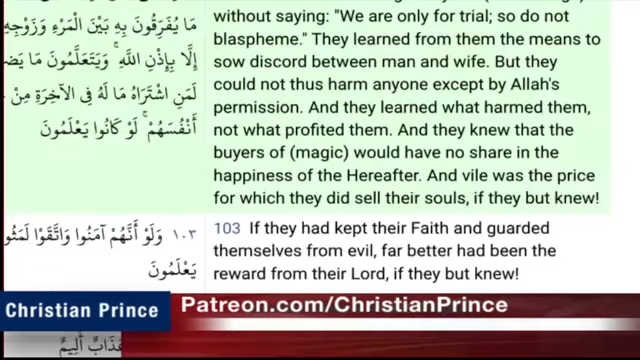 without saying: "We are only for trial; so do not
blaspheme." They learned from them the means to
sow discord between man and wife. But they
could not thus harm anyone except by Allah's
permission. And they learned what harmed them,
not what profited them. And they knew that the
buyers of (magic) would have no share in the
happiness of the Hereafter. And vile was the price
for which they did sell their souls, if they but knew!
مَا يُفَرِّقُونَ بِهِ بَيْنَ الْمَرْءِ وَزَوْجِهِ
إِلَّا بِإِذْنِ اللَّهِ ۚ وَيَتَعَلَّمُونَ مَا
لَمَنِ اشْتَرَاهُ مَا لَهُ فِي الْآخِرَةِ مِنْ
أَنْفُسَهُمْ ۚ لَوْ كَانُوا يَعْلَمُونَ
103 If they had kept their Faith and guarded
themselves from evil, far better had been the
reward from their Lord, if they but knew!
١٠٣ وَلَوْ أَنَّهُمْ آمَنُوا وَاتَّقَوْا
يَعْلَمُونَ
Christian Prince
Patreon.com/ChristianPrince
عَذَابٌ أَلِيمٌ